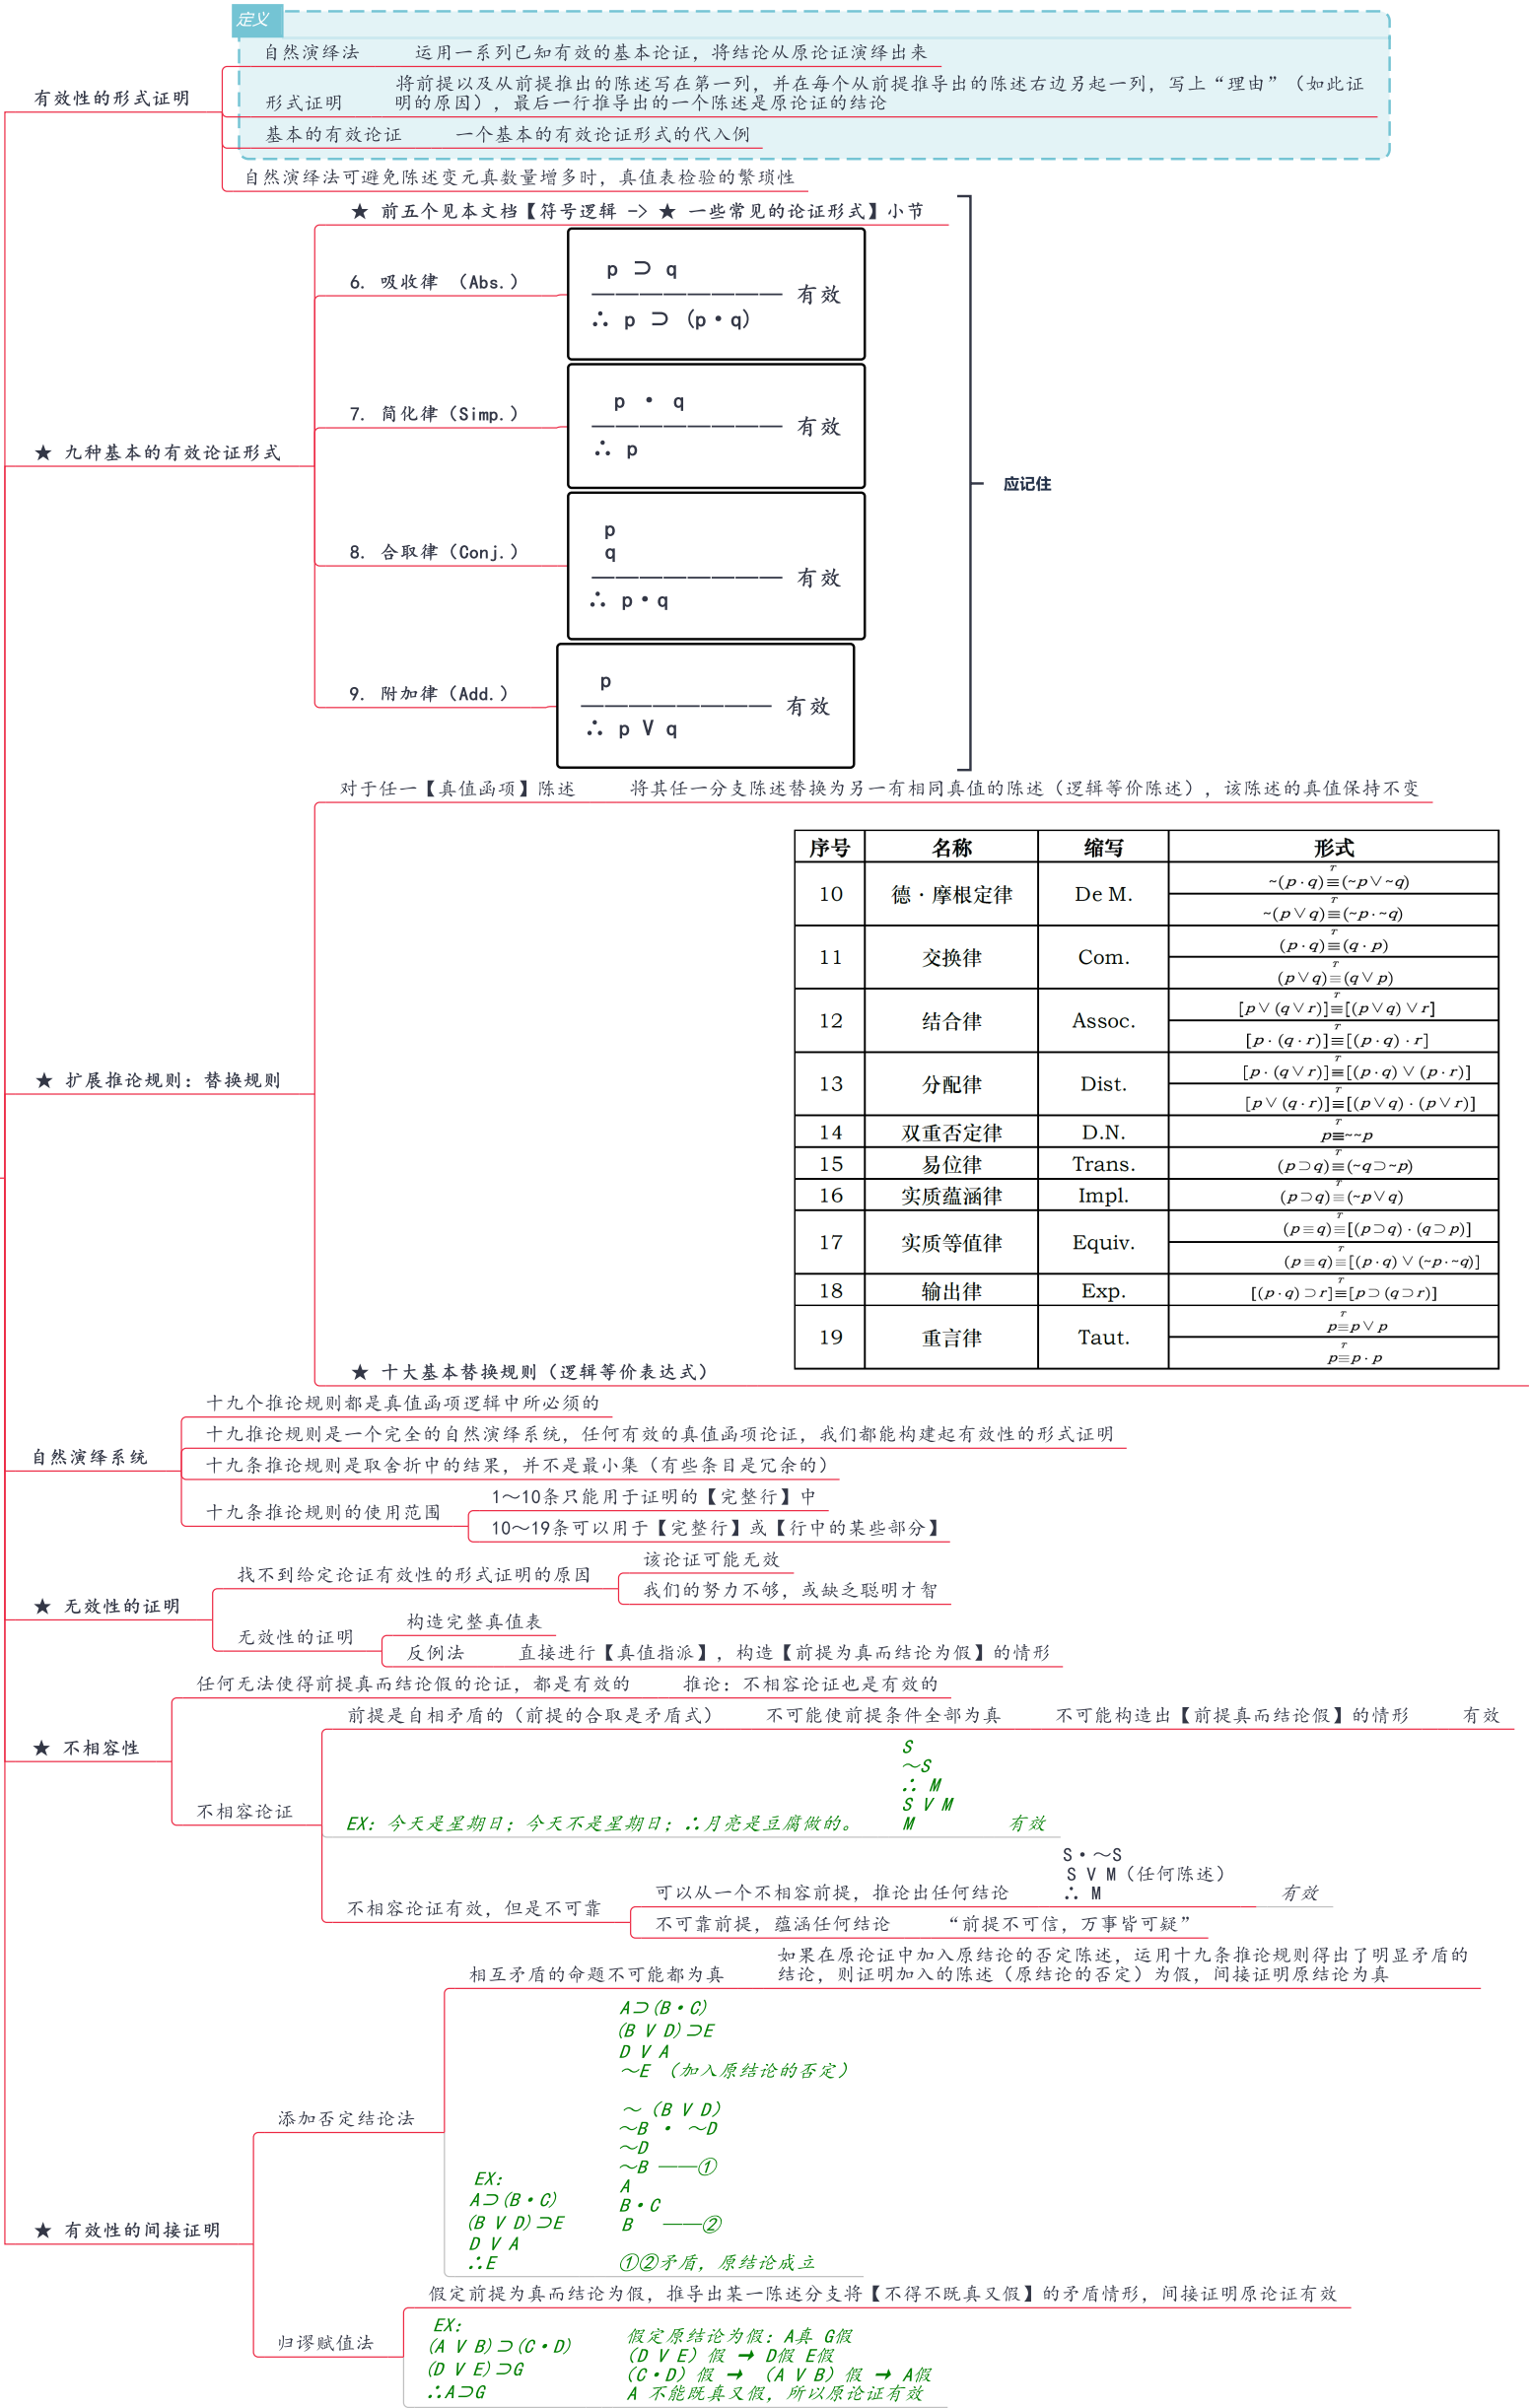 定义
自然演绎法 运用一系列已知有效的基本论证，将结论从原论证演绎出来
有效性的形式证明
形式证明 将前提以及从前提推出的陈述写在第一列，并在每个从前提推导出的陈述右边另起一列，写上“理由”（如此证
明的原因），最后一行推导出的一个陈述是原论证的结论
基本的有效论证 一个基本的有效论证形式的代入例
自然演绎法可避免陈述变元真数量增多时，真值表检验的繁琐性
★ 九种基本的有效论证形式
★ 前五个见本文档【符号逻辑 -> ★ 一些常见的论证形式】小节
6. 吸收律 （Abs.）
p ⊃ q
———————— 有效
∴ p ⊃ (p•q)
7. 简化律（Simp.）
p • q
———————— 有效
∴ p
8. 合取律（Conj.）
p
q
———————— 有效
∴ p•q
9. 附加律（Add.）
p
———————— 有效
∴ p V q
应记住
★ 扩展推论规则：替换规则
对于任一【真值函项】陈述 将其任一分支陈述替换为另一有相同真值的陈述（逻辑等价陈述），该陈述的真值保持不变
★ 十大基本替换规则（逻辑等价表达式）
序号 名称 缩写 形式
10 德·摩根定律 De M. ~(p·q)≡ᵀ(~p∨~q)
~(p∨q)≡ᵀ(~p·~q)
11 交换律 Com. (p·q)≡ᵀ(q·p)
(p∨q)≡ᵀ(q∨p)
12 结合律 Assoc. [p∨(q∨r)]≡ᵀ[(p∨q)∨r]
[p·(q·r)]≡ᵀ[(p·q)·r]
13 分配律 Dist. [p·(q∨r)]≡ᵀ[(p·q)∨(p·r)]
[p∨(q·r)]≡ᵀ[(p∨q)·(p∨r)]
14 双重否定律 D.N. p≡ᵀ~~p
15 易位律 Trans. (p⊃q)≡ᵀ(~q⊃~p)
16 实质蕴涵律 Impl. (p⊃q)≡ᵀ(~p∨q)
17 实质等值律 Equiv. (p≡q)≡ᵀ[(p⊃q)·(q⊃p)]
(p≡q)≡ᵀ[(p·q)∨(~p·~q)]
18 输出律 Exp. [(p·q)⊃r]≡ᵀ[p⊃(q⊃r)]
19 重言律 Taut. p≡ᵀp∨p
p≡ᵀp·p
自然演绎系统
十九个推论规则都是真值函项逻辑中所必须的
十九推论规则是一个完全的自然演绎系统，任何有效的真值函项论证，我们都能构建起有效性的形式证明
十九条推论规则是取舍折中的结果，并不是最小集（有些条目是冗余的）
十九条推论规则的使用范围
1～10条只能用于证明的【完整行】中
10～19条可以用于【完整行】或【行中的某些部分】
★ 无效性的证明
找不到给定论证有效性的形式证明的原因
该论证可能无效
我们的努力不够，或缺乏聪明才智
无效性的证明
构造完整真值表
反例法 直接进行【真值指派】，构造【前提为真而结论为假】的情形
★ 不相容性
任何无法使得前提真而结论假的论证，都是有效的 推论：不相容论证也是有效的
不相容论证
前提是自相矛盾的（前提的合取是矛盾式） 不可能使前提条件全部为真 不可能构造出【前提真而结论假】的情形 有效
EX：今天是星期日；今天不是星期日；∴月亮是豆腐做的。
S
～S
∴ M
S V M
M 有效
不相容论证有效，但是不可靠
可以从一个不相容前提，推论出任何结论
S•～S
S V M（任何陈述）
∴ M 有效
不可靠前提，蕴涵任何结论 “前提不可信，万事皆可疑”
★ 有效性的间接证明
添加否定结论法
相互矛盾的命题不可能都为真 如果在原论证中加入原结论的否定陈述，运用十九条推论规则得出了明显矛盾的
结论，则证明加入的陈述（原结论的否定）为假，间接证明原结论为真
EX：
A⊃(B•C)
(B V D)⊃E
D V A
∴E
A⊃(B•C)
(B V D)⊃E
D V A
～E （加入原结论的否定）
～（B V D）
～B • ～D
～D
～B ——①
A
B•C
B ——②
①②矛盾，原结论成立
归谬赋值法
假定前提为真而结论为假，推导出某一陈述分支将【不得不既真又假】的矛盾情形，间接证明原论证有效
EX：
(A V B)⊃(C•D)
(D V E)⊃G
∴A⊃G
假定原结论为假：A真 G假
（D V E）假 → D假 E假
（C•D）假 → （A V B）假 → A假
A 不能既真又假，所以原论证有效